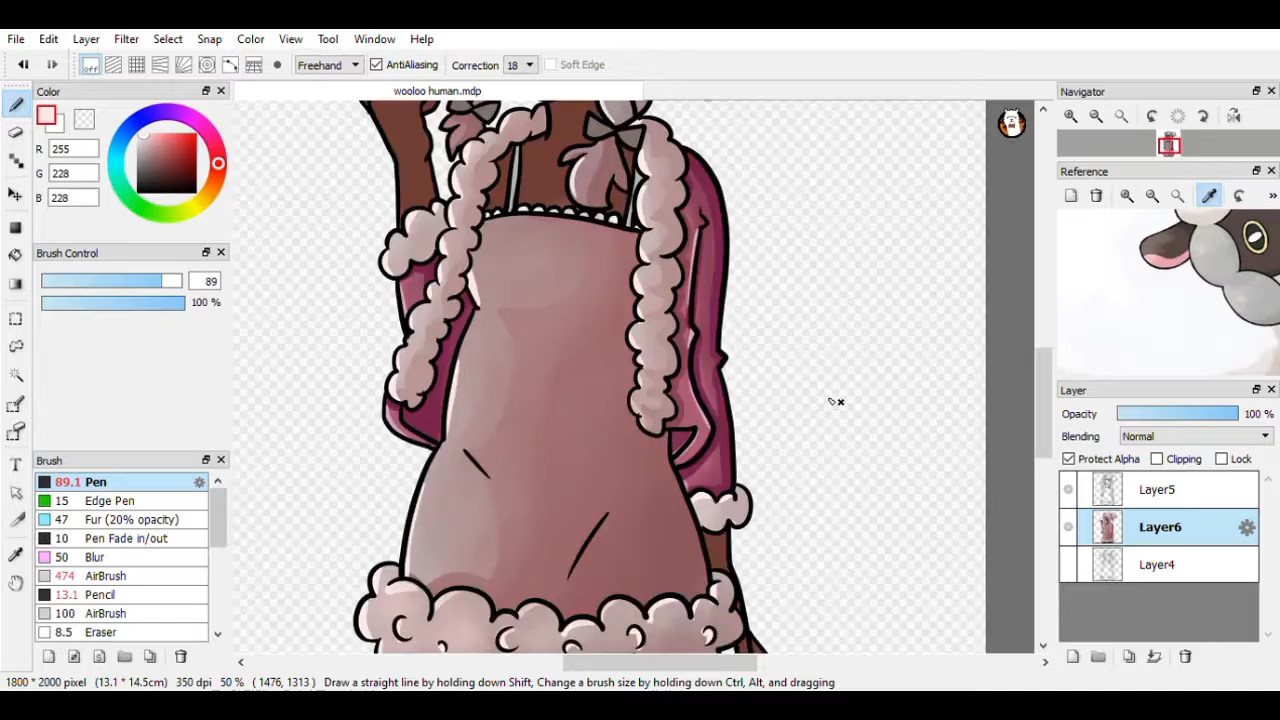 File Edit Layer Filter Select Snap Color View Tool Window Help
off Freehand AntiAliasing Correction 18 Soft Edge
Color
wooloo human.mdp
Navigator
R 255
G 228
B 228
Reference
»
Brush Control
89
100 %
Layer
Opacity 100 %
Blending Normal
Protect Alpha Clipping Lock
Brush
89.1 Pen
15 Edge Pen
47 Fur (20% opacity)
10 Pen Fade in/out
50 Blur
474 AirBrush
13.1 Pencil
100 AirBrush
8.5 Eraser
Layer5
Layer6
Layer4
1800 * 2000 pixel (13.1 * 14.5cm) 350 dpi 50 % ( 1476, 1313 ) Draw a straight line by holding down Shift, Change a brush size by holding down Ctrl, Alt, and dragging